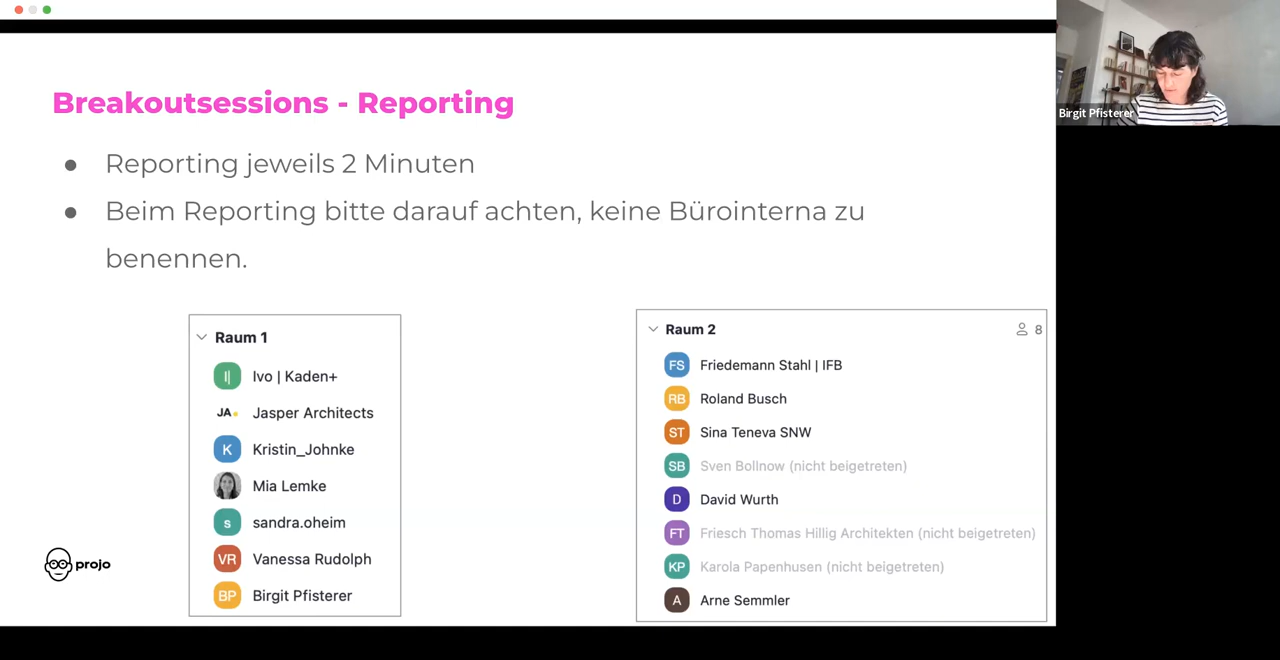 Breakoutsessions - Reporting
● Reporting jeweils 2 Minuten
● Beim Reporting bitte darauf achten, keine Bürointerna zu
benennen.
Raum 1
I| Ivo | Kaden+
JA Jasper Architects
K Kristin_Johnke
Mia Lemke
s sandra.oheim
VR Vanessa Rudolph
BP Birgit Pfisterer
Raum 2 8
FS Friedemann Stahl | IFB
RB Roland Busch
ST Sina Teneva SNW
SB Sven Bollnow (nicht beigetreten)
D David Wurth
FT Friesch Thomas Hillig Architekten (nicht beigetreten)
KP Karola Papenhusen (nicht beigetreten)
A Arne Semmler
projo
Birgit Pfisterer